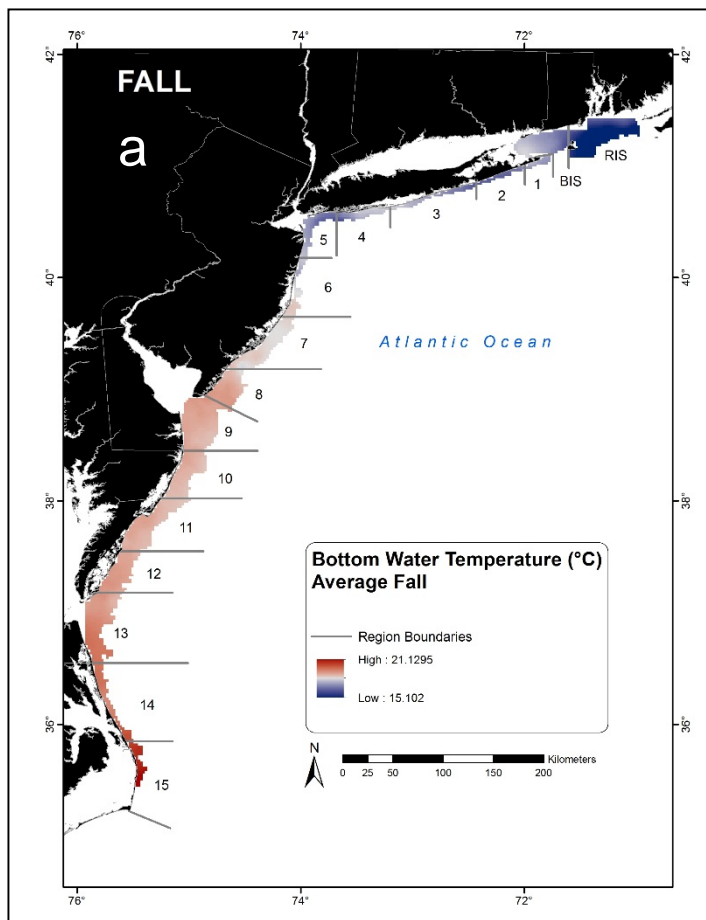 76° 74° 72°
42° 42°
FALL
a
RIS
BIS
1
2
3
4
5
40° 40°
6
Atlantic Ocean
7
8
9
10
38° 38°
11
Bottom Water Temperature (°C)
Average Fall
12
13
Region Boundaries
High : 21.1295
Low : 15.102
14
36° 36°
N
Kilometers
0 25 50 100 150 200
15
76° 74° 72°